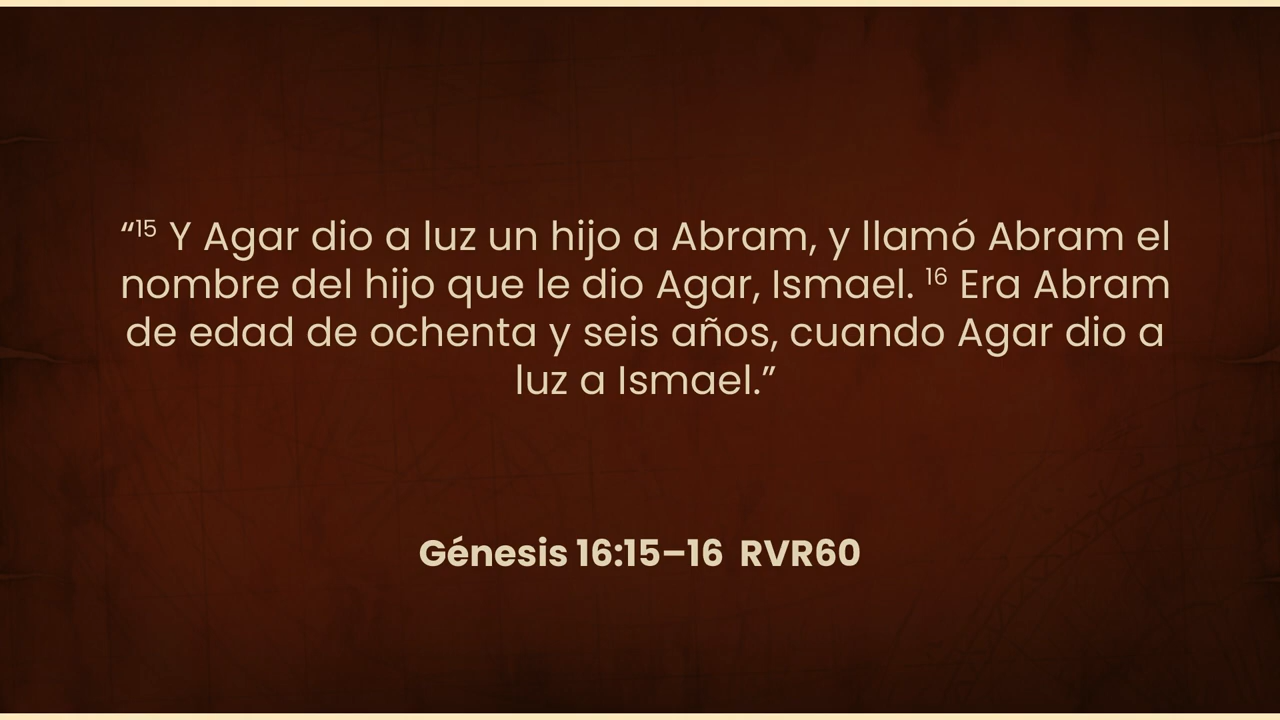 “¹⁵ Y Agar dio a luz un hijo a Abram, y llamó Abram el
nombre del hijo que le dio Agar, Ismael. ¹⁶ Era Abram
de edad de ochenta y seis años, cuando Agar dio a
luz a Ismael.”
Génesis 16:15–16 RVR60